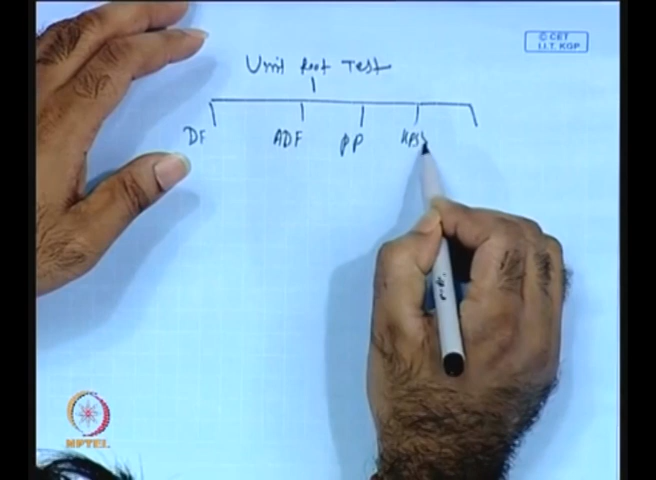 © CET
I.I.T. KGP
Unit Root Test
DF ADF PP KPSS
NPTEL